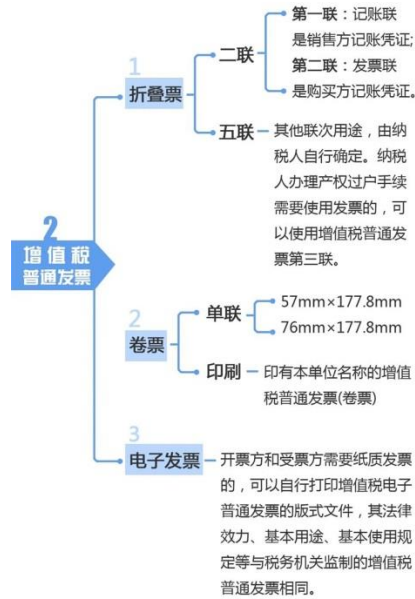 2
增值税
普通发票
1
折叠票
二联
第一联：记账联
是销售方记账凭证;
第二联：发票联
是购买方记账凭证。
五联
其他联次用途，由纳
税人自行确定。纳税
人办理产权过户手续
需要使用发票的，可
以使用增值税普通发
票第三联。
2
卷票
单联
57mm×177.8mm
76mm×177.8mm
印刷
印有本单位名称的增值
税普通发票(卷票)
3
电子发票
开票方和受票方需要纸质发票
的，可以自行打印增值税电子
普通发票的版式文件，其法律
效力、基本用途、基本使用规
定等与税务机关监制的增值税
普通发票相同。